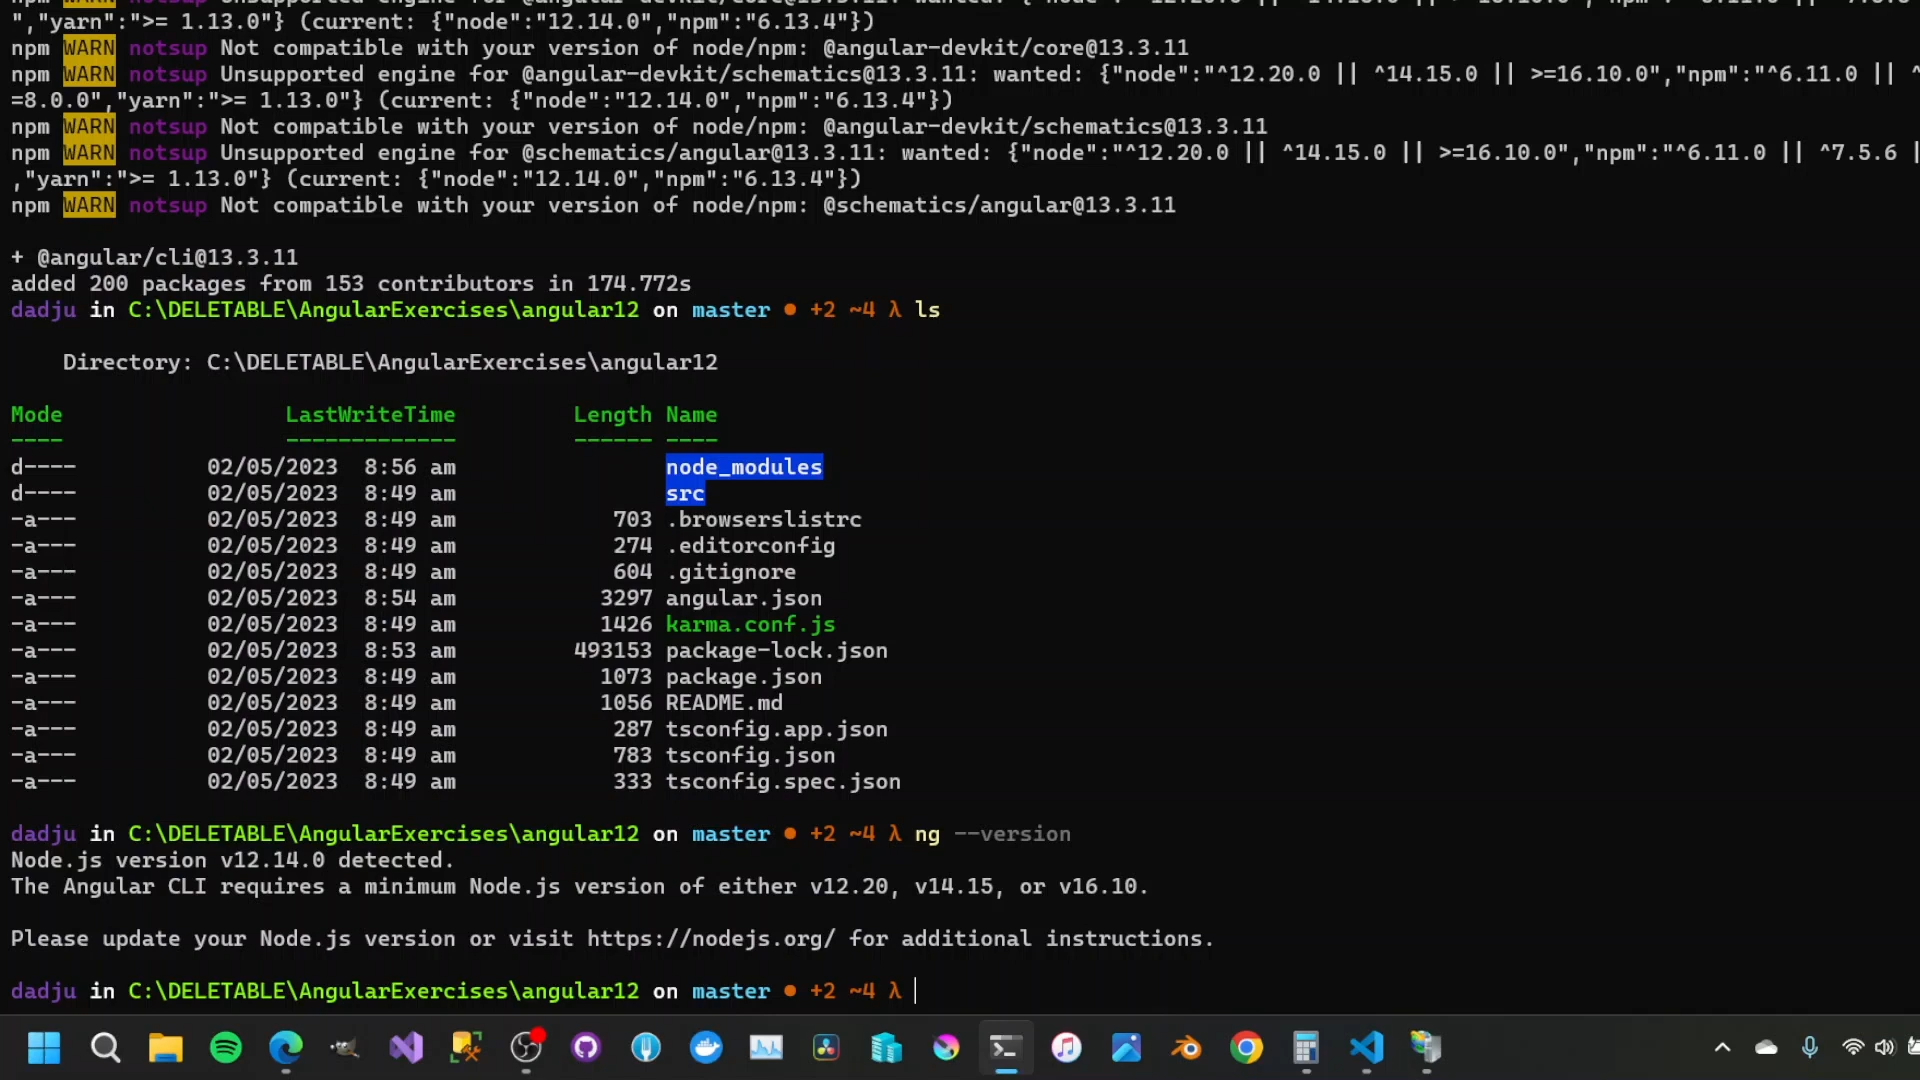 ","yarn":">= 1.13.0"} (current: {"node":"12.14.0","npm":"6.13.4"})
npm WARN notsup Not compatible with your version of node/npm: @angular-devkit/core@13.3.11
npm WARN notsup Unsupported engine for @angular-devkit/schematics@13.3.11: wanted: {"node":"^12.20.0 || ^14.15.0 || >=16.10.0","npm":"^6.11.0 || ^
=8.0.0","yarn":">= 1.13.0"} (current: {"node":"12.14.0","npm":"6.13.4"})
npm WARN notsup Not compatible with your version of node/npm: @angular-devkit/schematics@13.3.11
npm WARN notsup Unsupported engine for @schematics/angular@13.3.11: wanted: {"node":"^12.20.0 || ^14.15.0 || >=16.10.0","npm":"^6.11.0 || ^7.5.6 |
,"yarn":">= 1.13.0"} (current: {"node":"12.14.0","npm":"6.13.4"})
npm WARN notsup Not compatible with your version of node/npm: @schematics/angular@13.3.11
+ @angular/cli@13.3.11
added 200 packages from 153 contributors in 174.772s
dadju in C:\DELETABLE\AngularExercises\angular12 on master ● +2 ~4 λ ls
Directory: C:\DELETABLE\AngularExercises\angular12
Mode LastWriteTime Length Name
---- ------------- ------ ----
d---- 02/05/2023 8:56 am node_modules
d---- 02/05/2023 8:49 am src
-a--- 02/05/2023 8:49 am 703 .browserslistrc
-a--- 02/05/2023 8:49 am 274 .editorconfig
-a--- 02/05/2023 8:49 am 604 .gitignore
-a--- 02/05/2023 8:54 am 3297 angular.json
-a--- 02/05/2023 8:49 am 1426 karma.conf.js
-a--- 02/05/2023 8:53 am 493153 package-lock.json
-a--- 02/05/2023 8:49 am 1073 package.json
-a--- 02/05/2023 8:49 am 1056 README.md
-a--- 02/05/2023 8:49 am 287 tsconfig.app.json
-a--- 02/05/2023 8:49 am 783 tsconfig.json
-a--- 02/05/2023 8:49 am 333 tsconfig.spec.json
dadju in C:\DELETABLE\AngularExercises\angular12 on master ● +2 ~4 λ ng --version
Node.js version v12.14.0 detected.
The Angular CLI requires a minimum Node.js version of either v12.20, v14.15, or v16.10.
Please update your Node.js version or visit https://nodejs.org/ for additional instructions.
dadju in C:\DELETABLE\AngularExercises\angular12 on master ● +2 ~4 λ